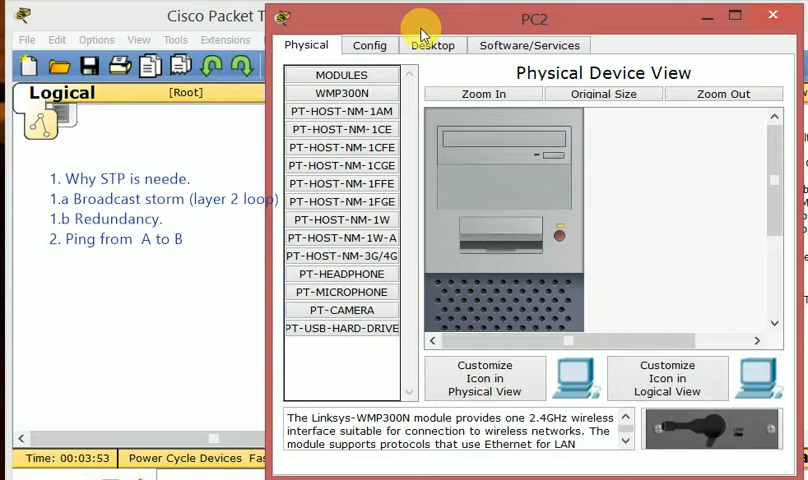 Cisco Packet T
PC2
File Edit Options View Tools Extensions
Physical Config Desktop Software/Services
Logical [Root]
MODULES
WMP300N
PT-HOST-NM-1AM
PT-HOST-NM-1CE
PT-HOST-NM-1CFE
PT-HOST-NM-1CGE
PT-HOST-NM-1FFE
PT-HOST-NM-1FGE
PT-HOST-NM-1W
PT-HOST-NM-1W-A
PT-HOST-NM-3G/4G
PT-HEADPHONE
PT-MICROPHONE
PT-CAMERA
PT-USB-HARD-DRIVE
Physical Device View
Zoom In Original Size Zoom Out
1. Why STP is neede.
1.a Broadcast storm (layer 2 loop)
1.b Redundancy.
2. Ping from A to B
Customize
Icon in
Physical View
Customize
Icon in
Logical View
The Linksys-WMP300N module provides one 2.4GHz wireless
interface suitable for connection to wireless networks. The
module supports protocols that use Ethernet for LAN
Time: 00:03:53 Power Cycle Devices Fas